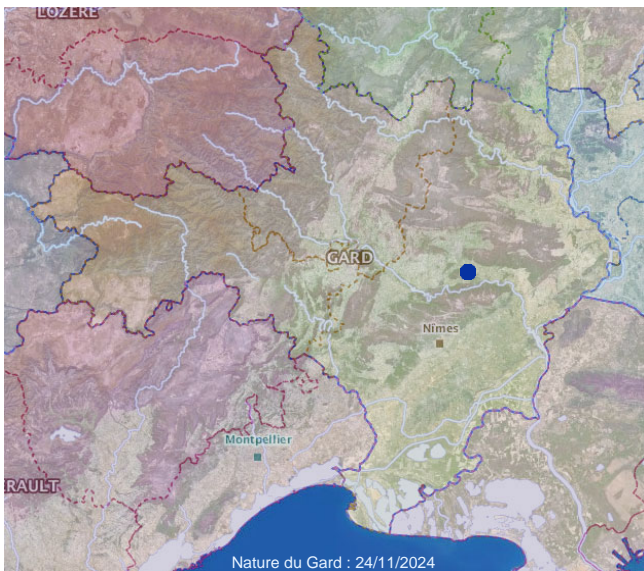 LOZERE
GARD
Nîmes
Montpellier
ERAULT
Nature du Gard : 24/11/2024